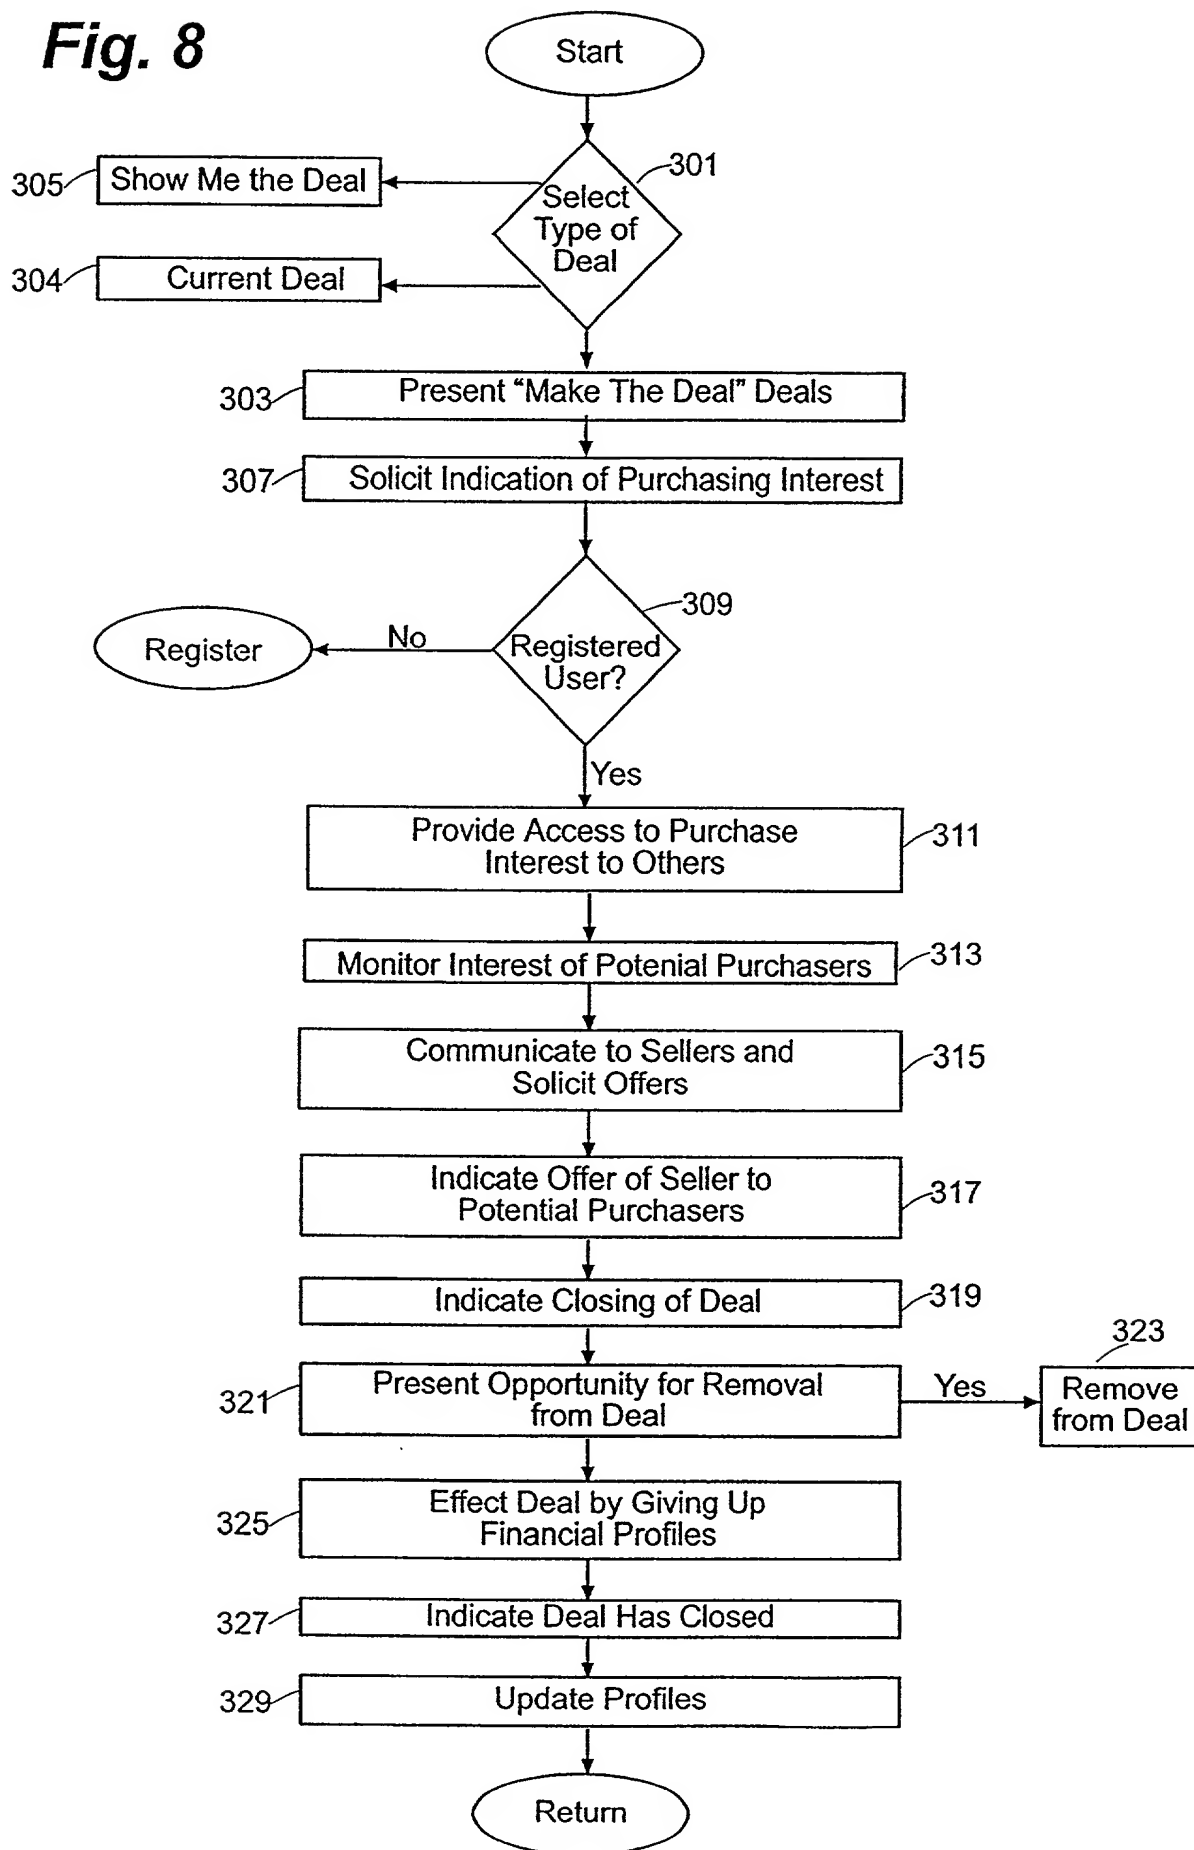 Fig. 8
Start
301
305
Show Me the Deal
Select
Type of
Deal
304
Current Deal
303
Present “Make The Deal” Deals
307
Solicit Indication of Purchasing Interest
309
Register
No
Registered
User?
Yes
Provide Access to Purchase
Interest to Others
311
Monitor Interest of Potenial Purchasers
313
Communicate to Sellers and
Solicit Offers
315
Indicate Offer of Seller to
Potential Purchasers
317
Indicate Closing of Deal
319
321
Present Opportunity for Removal
from Deal
Yes
323
Remove
from Deal
325
Effect Deal by Giving Up
Financial Profiles
327
Indicate Deal Has Closed
329
Update Profiles
Return